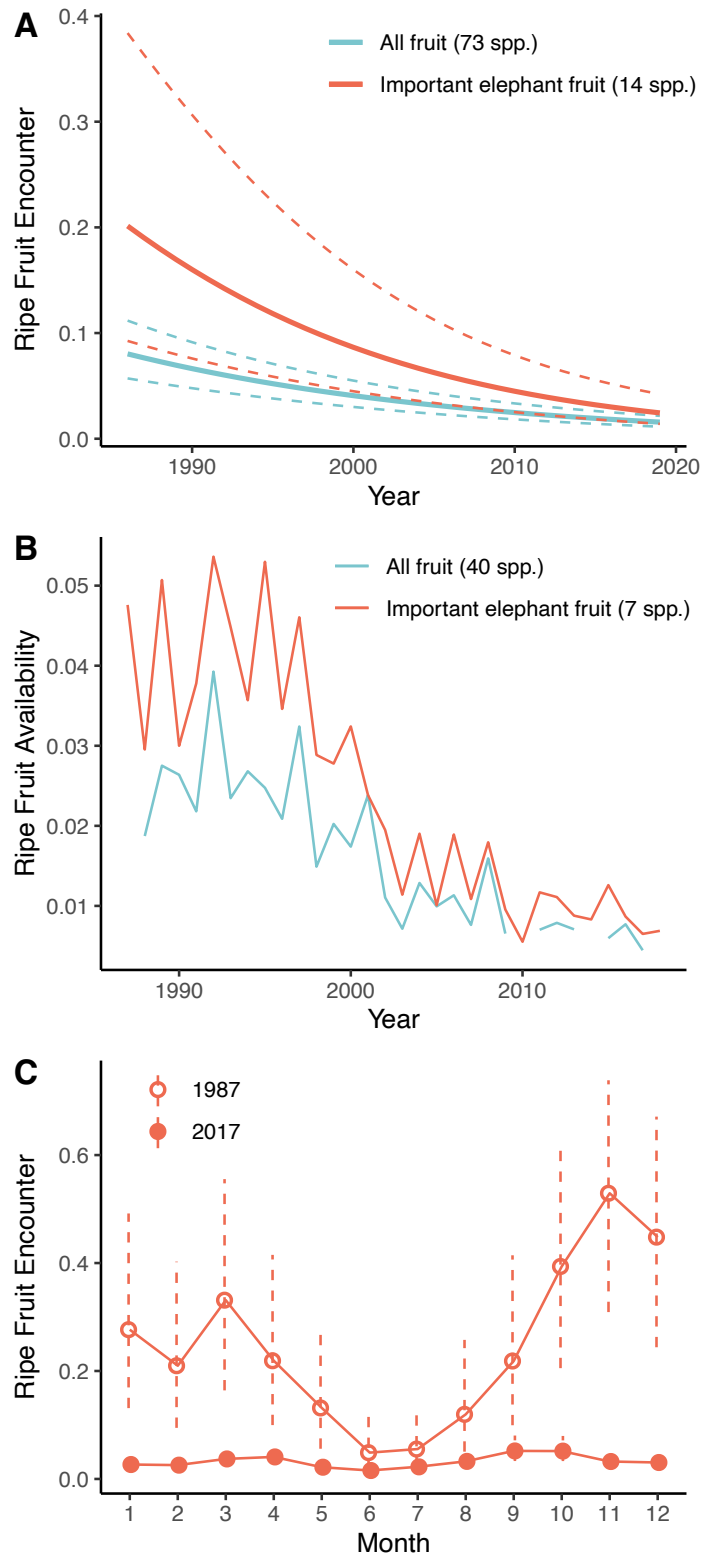 A
0.4
0.3
0.2
0.1
0.0
Ripe Fruit Encounter
All fruit (73 spp.)
Important elephant fruit (14 spp.)
1990 2000 2010 2020
Year
B
0.05
0.04
0.03
0.02
0.01
Ripe Fruit Availability
All fruit (40 spp.)
Important elephant fruit (7 spp.)
1990 2000 2010
Year
C
0.6
0.4
0.2
0.0
Ripe Fruit Encounter
1987
2017
1 2 3 4 5 6 7 8 9 10 11 12
Month